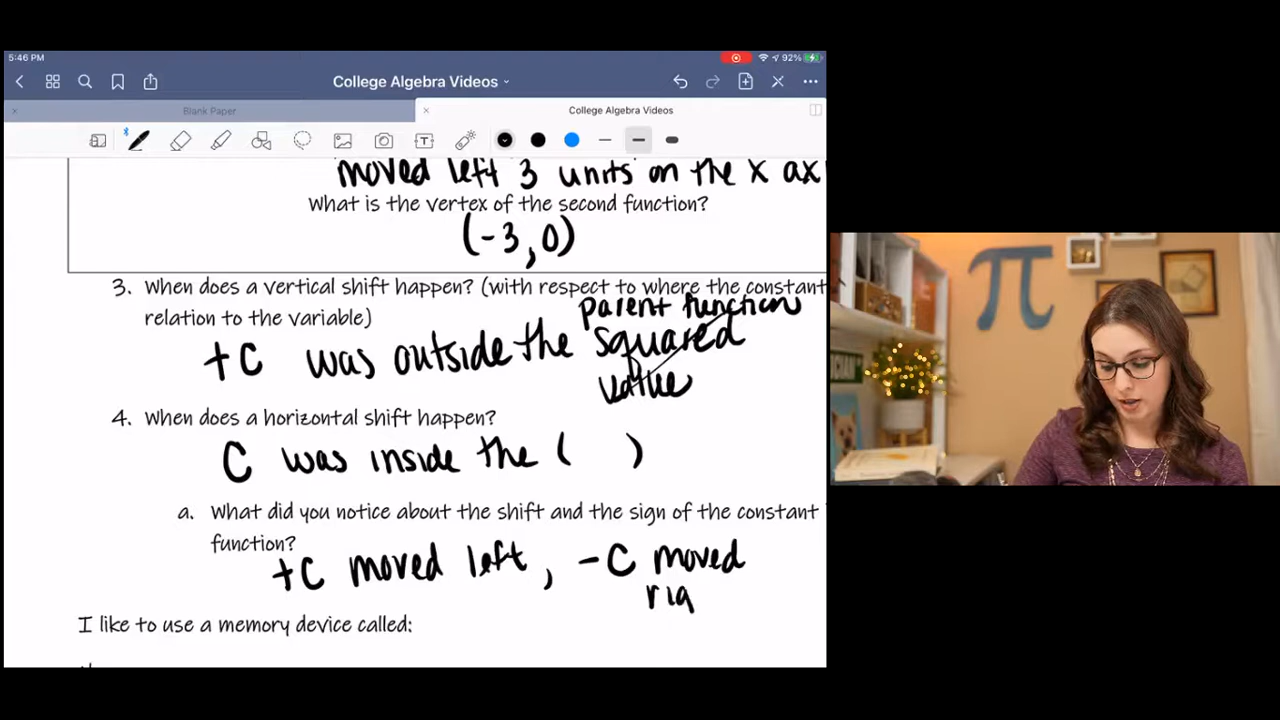 5:46 PM
92%
College Algebra Videos
Blank Paper
College Algebra Videos
moved left 3 units on the x ax
What is the vertex of the second function?
(-3, 0)
3. When does a vertical shift happen? (with respect to where the constant
relation to the variable)
parent function
+C was outside the squared
value
4. When does a horizontal shift happen?
C was inside the ( )
a. What did you notice about the shift and the sign of the constant
function?
+C moved left, -C moved
rig
I like to use a memory device called: